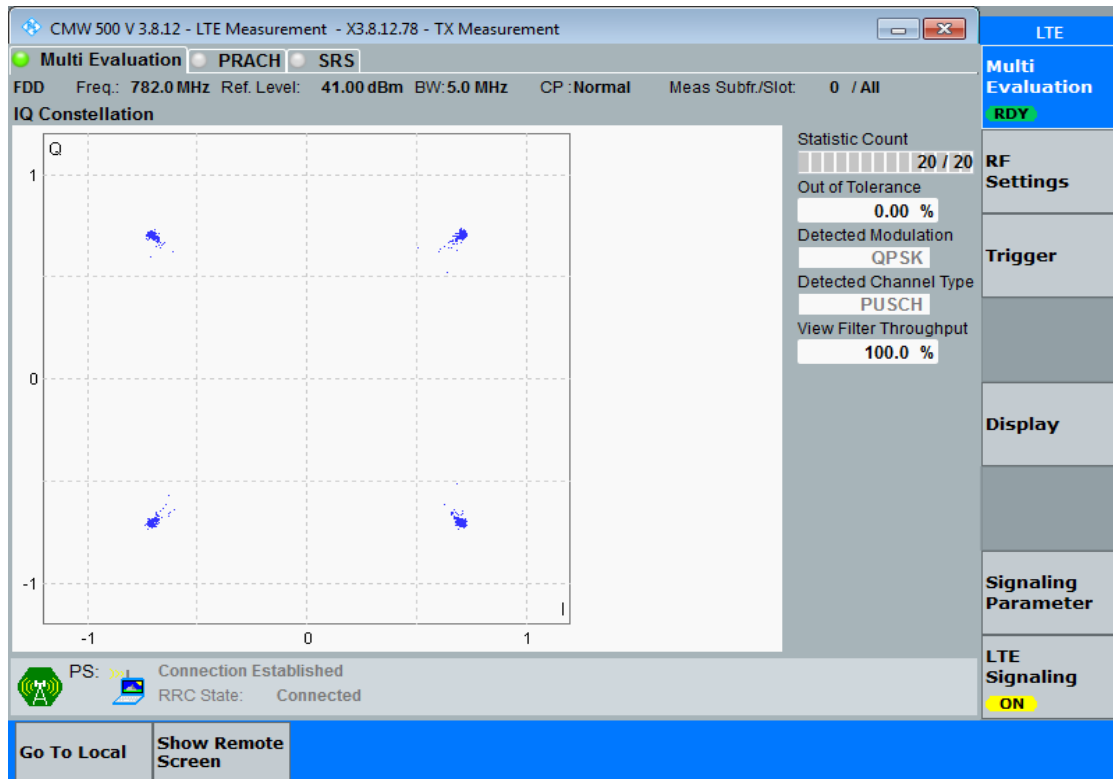 CMW 500 V 3.8.12 - LTE Measurement - X3.8.12.78 - TX Measurement
LTE
Multi Evaluation PRACH SRS
FDD Freq.: 782.0 MHz Ref. Level: 41.00 dBm BW: 5.0 MHz CP : Normal Meas Subfr./Slot: 0 / All
IQ Constellation
Q
1
0
-1
-1 0 1
I
Statistic Count
20 / 20
Out of Tolerance
0.00 %
Detected Modulation
QPSK
Detected Channel Type
PUSCH
View Filter Throughput
100.0 %
Multi
Evaluation
RDY
RF
Settings
Trigger
Display
Signaling
Parameter
LTE
Signaling
ON
PS: Connection Established
RRC State: Connected
Go To Local
Show Remote
Screen